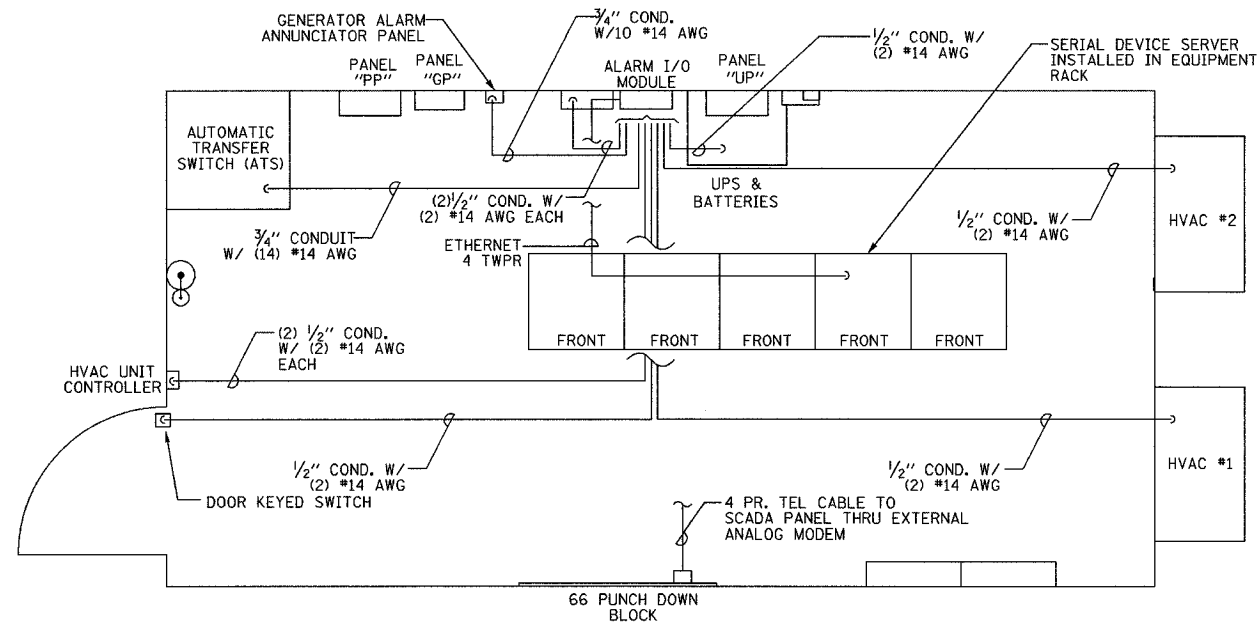 GENERATOR ALARM
ANNUNCIATOR PANEL
3/4" COND.
W/10 #14 AWG
1/2" COND. W/
(2) #14 AWG
SERIAL DEVICE SERVER
INSTALLED IN EQUIPMENT
RACK
PANEL
"PP"
PANEL
"GP"
ALARM I/O
MODULE
PANEL
"UP"
AUTOMATIC
TRANSFER
SWITCH (ATS)
(2)1/2" COND. W/
(2) #14 AWG EACH
UPS &
BATTERIES
1/2" COND. W/
(2) #14 AWG
HVAC #2
3/4" CONDUIT
W/ (14) #14 AWG
ETHERNET
4 TWPR
FRONT
FRONT
FRONT
FRONT
FRONT
(2) 1/2" COND.
W/ (2) #14 AWG
EACH
HVAC UNIT
CONTROLLER
1/2" COND. W/
(2) #14 AWG
DOOR KEYED SWITCH
1/2" COND. W/
(2) #14 AWG
HVAC #1
4 PR. TEL CABLE TO
SCADA PANEL THRU EXTERNAL
ANALOG MODEM
66 PUNCH DOWN
BLOCK